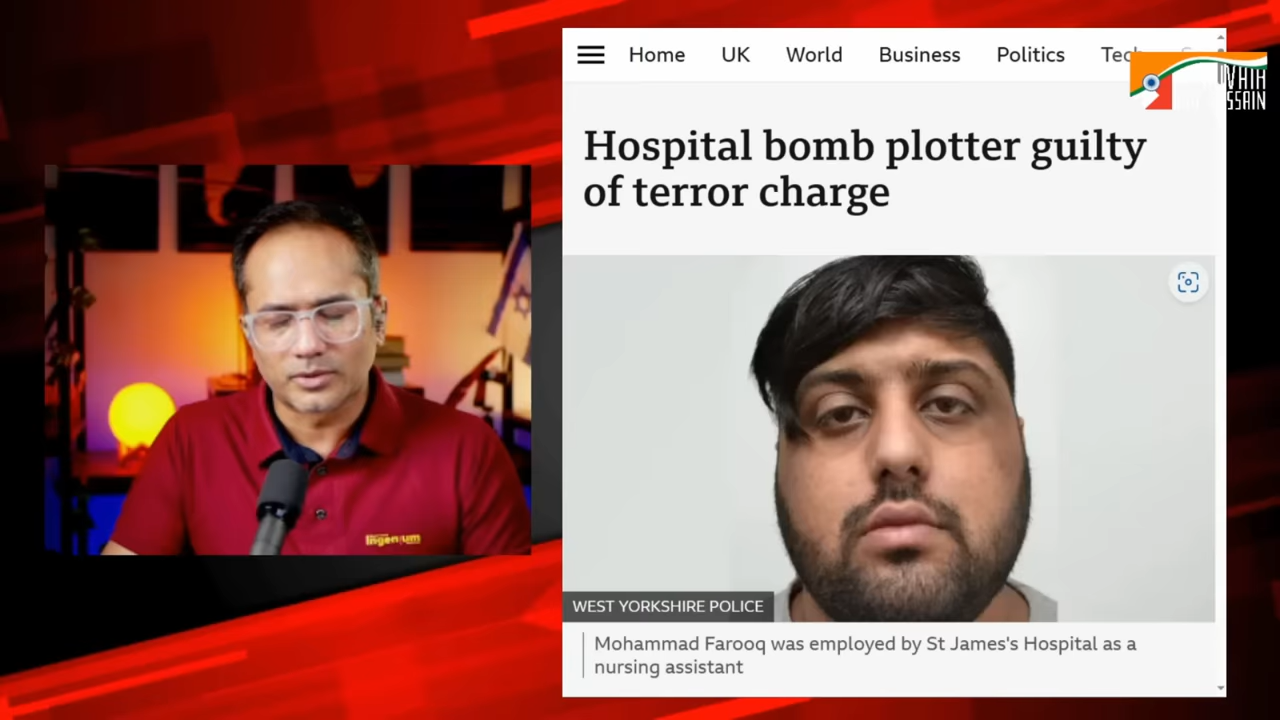 Home UK World Business Politics
Hospital bomb plotter guilty
of terror charge
WEST YORKSHIRE POLICE
Mohammad Farooq was employed by St James's Hospital as a
nursing assistant
Ingenium